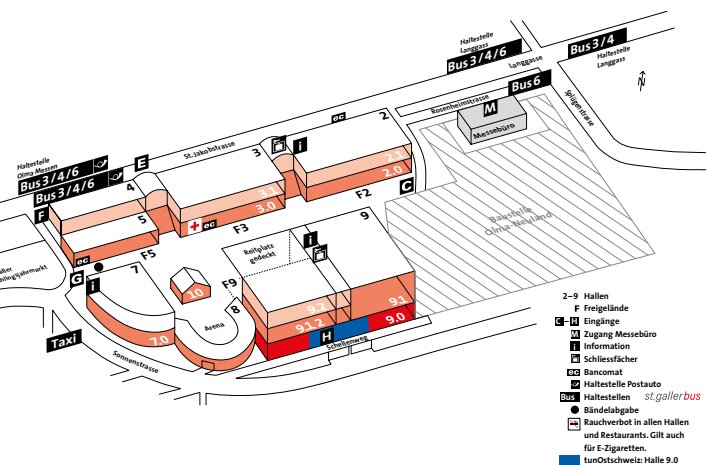 Haltestelle
Langgass
Bus 3/4/6
Bus 3/4
Haltestelle
Langgass
Langgasse
Bus 6
Rosenheimstrasse
Splügenstrasse
N
M
Messebüro
ec
2
St.Jakobstrasse
3
i
E
Haltestelle
Olma Messen
Bus 3/4/6
Bus 3/4/6
4
2.1
2.0
C
3.1
3.0
F2
F
5
ec
F3
9
Baustelle
Olma-Neuland
Reitplatz
gedeckt
i
ec
F5
G
7
i
10
F9
8
Arena
9.2
9.1
9.1.2
9.0
H
7.0
Schellenweg
Taxi
Sonnenstrasse
2–9 Hallen
F Freigelände
C–H Eingänge
M Zugang Messebüro
i Information
Schliessfächer
ec Bancomat
Haltestelle Postauto
Bus Haltestellen st.gallerbus
Bändelabgabe
Rauchverbot in allen Hallen
und Restaurants. Gilt auch
für E-Zigaretten.
tunOstschweiz: Halle 9.0